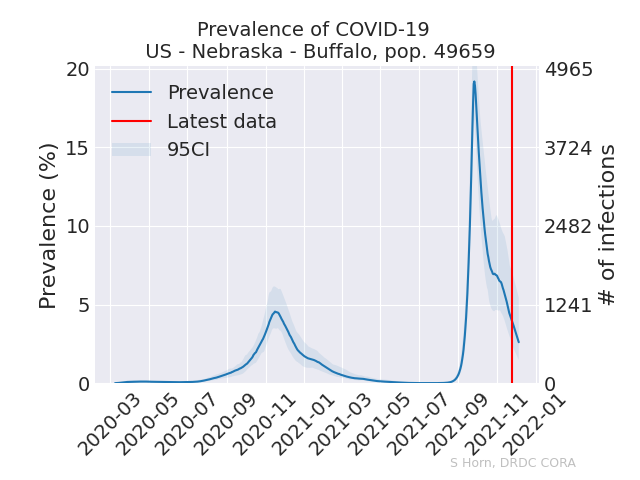 Prevalence of COVID-19
US - Nebraska - Buffalo, pop. 49659
Prevalence (%)
20
15
10
5
0
Prevalence
Latest data
95CI
4965
3724
2482
1241
0
# of infections
2020-03
2020-05
2020-07
2020-09
2020-11
2021-01
2021-03
2021-05
2021-07
2021-09
2021-11
2022-01
S Horn, DRDC CORA